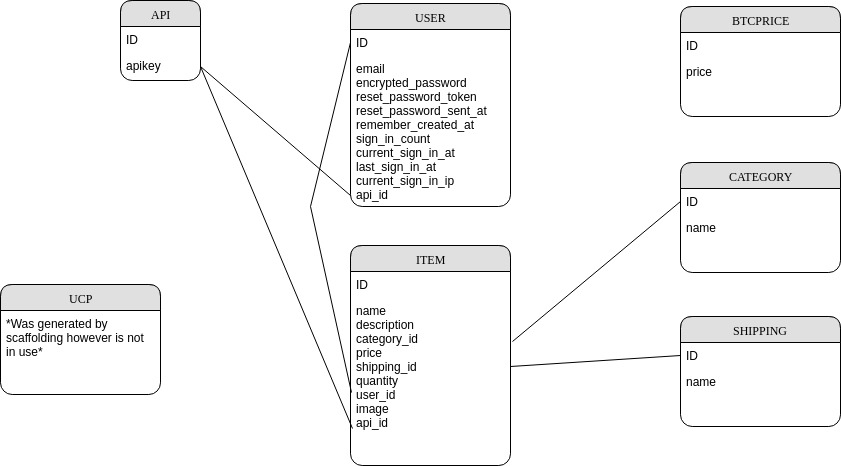 API
ID
apikey
USER
ID
email
encrypted_password
reset_password_token
reset_password_sent_at
remember_created_at
sign_in_count
current_sign_in_at
last_sign_in_at
current_sign_in_ip
api_id
BTCPRICE
ID
price
CATEGORY
ID
name
ITEM
ID
name
description
category_id
price
shipping_id
quantity
user_id
image
api_id
UCP
*Was generated by
scaffolding however is not
in use*
SHIPPING
ID
name